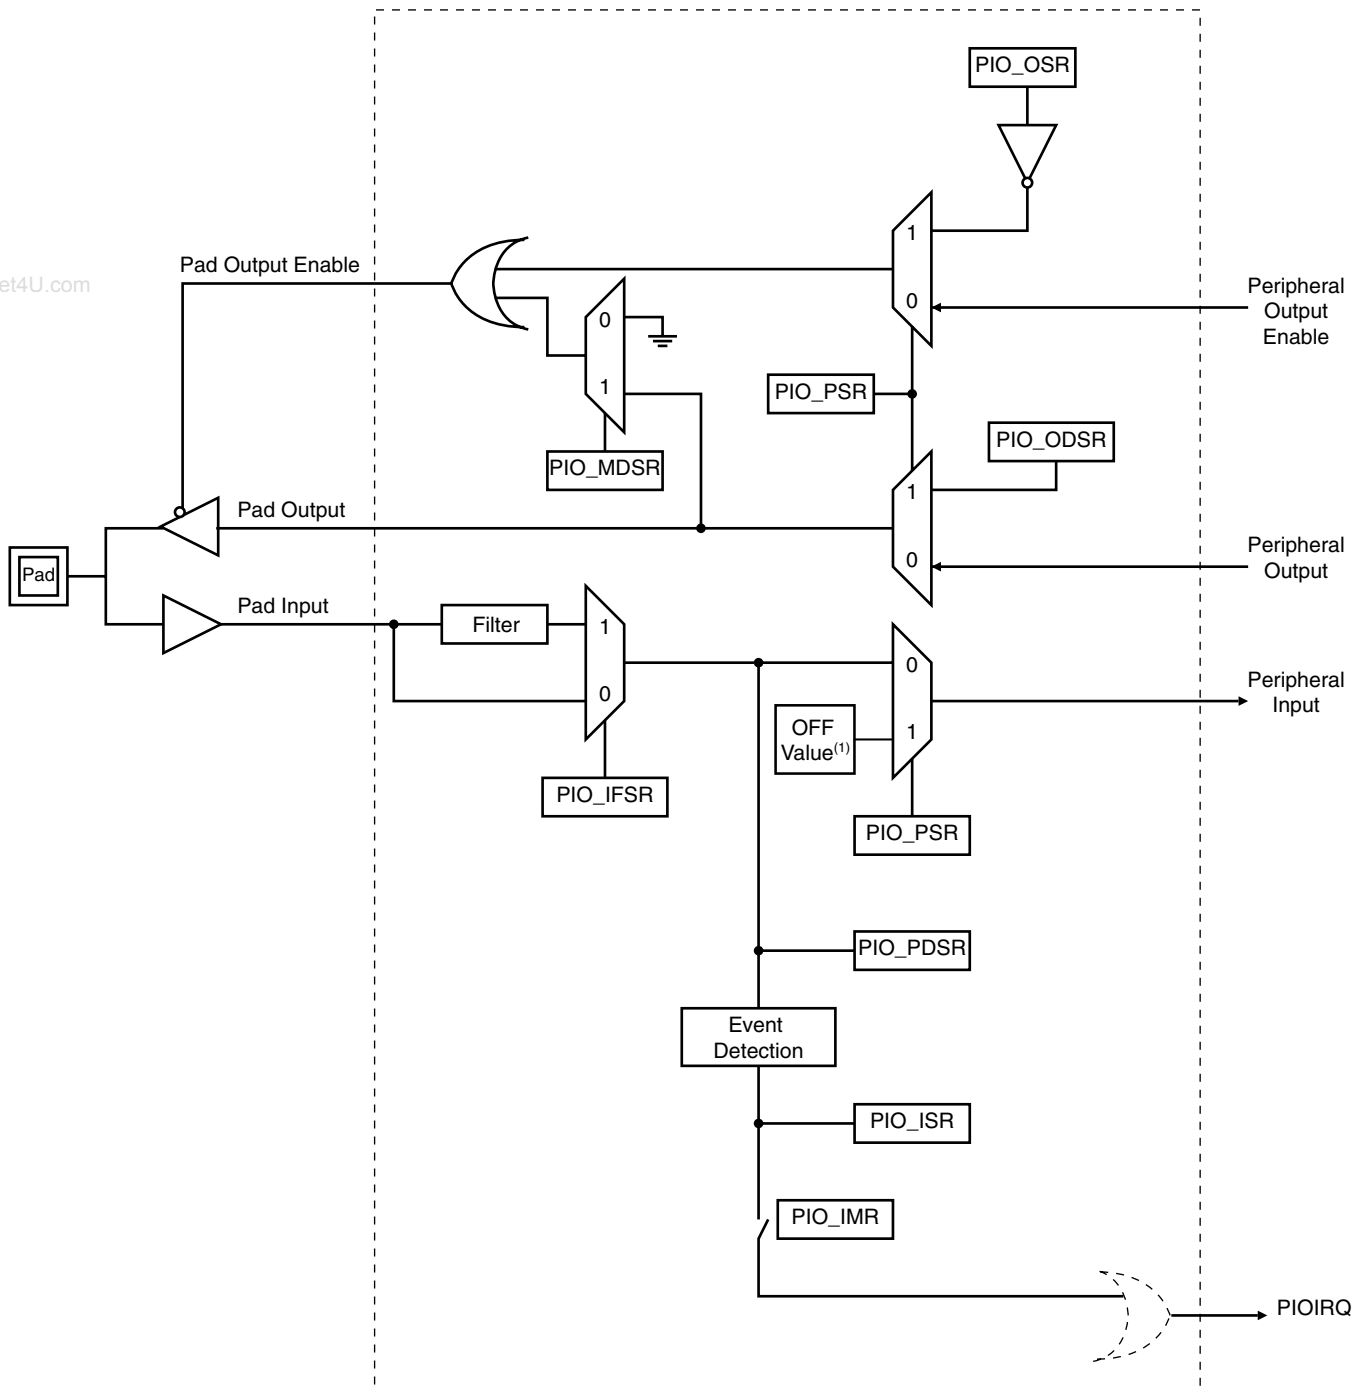 PIO_OSR
1
Pad Output Enable
et4U.com
0
Peripheral
Output
Enable
0
1
PIO_PSR
PIO_MDSR
PIO_ODSR
1
Pad Output
0
Peripheral
Output
Pad
Pad Input
Filter
1
0
0
Peripheral
Input
OFF
Value(1)
1
PIO_IFSR
PIO_PSR
PIO_PDSR
Event
Detection
PIO_ISR
PIO_IMR
PIOIRQ